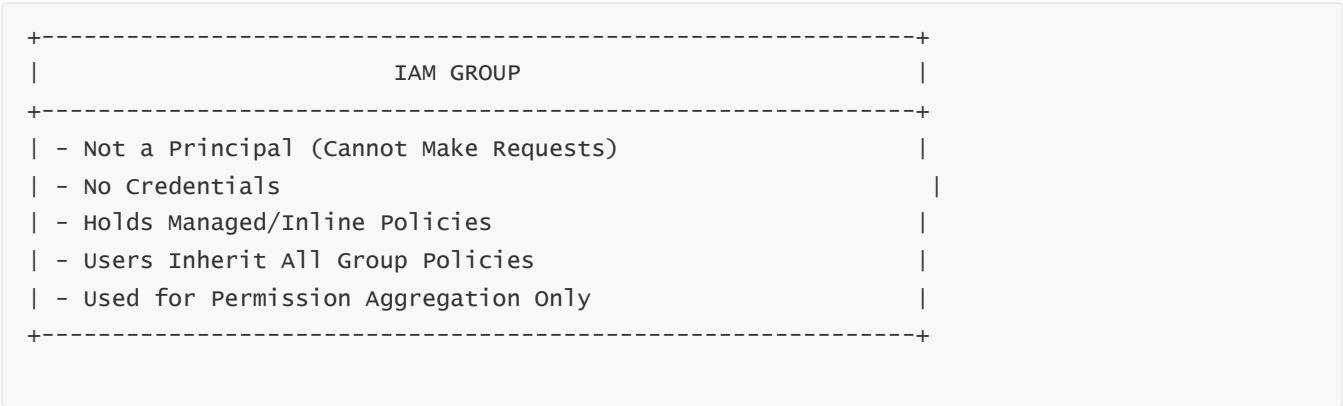 +--------------------------------------------------------------+
|                         IAM GROUP                            |
+--------------------------------------------------------------+
| - Not a Principal (Cannot Make Requests)                     |
| - No Credentials                                              |
| - Holds Managed/Inline Policies                              |
| - Users Inherit All Group Policies                           |
| - Used for Permission Aggregation Only                       |
+--------------------------------------------------------------+